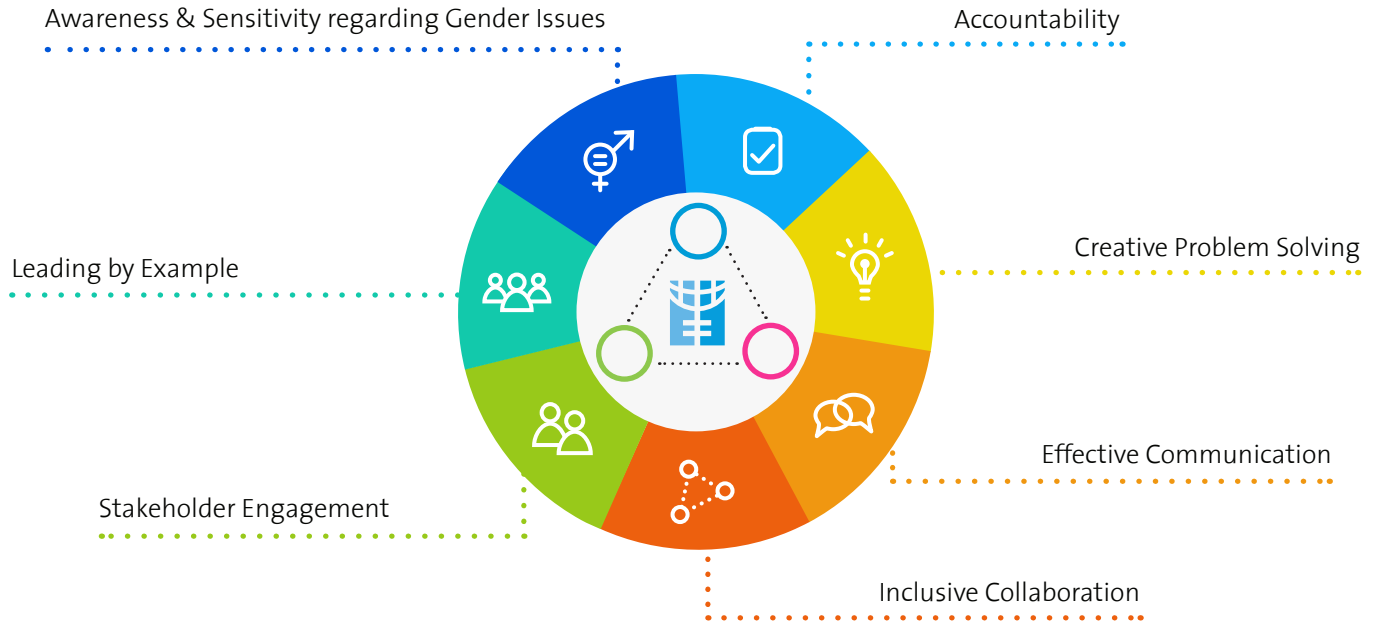 Awareness & Sensitivity regarding Gender Issues
Accountability
Creative Problem Solving
Leading by Example
Effective Communication
Stakeholder Engagement
Inclusive Collaboration